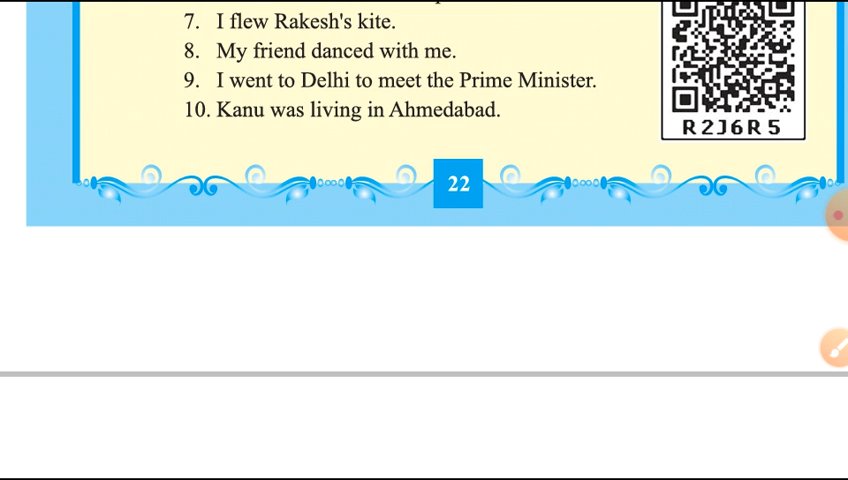 7. I flew Rakesh's kite.
8. My friend danced with me.
9. I went to Delhi to meet the Prime Minister.
10. Kanu was living in Ahmedabad.
R2J6R5
22